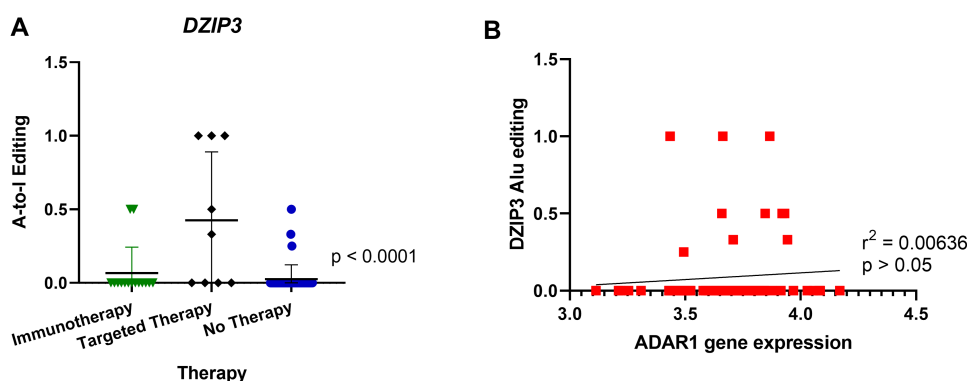 A
DZIP3
A-to-I Editing
1.5
1.0
0.5
0.0
Immunotherapy
Targeted Therapy
No Therapy
p < 0.0001
Therapy
B
DZIP3 Alu editing
1.5
1.0
0.5
0.0
3.0 3.5 4.0 4.5
r² = 0.00636
p > 0.05
ADAR1 gene expression